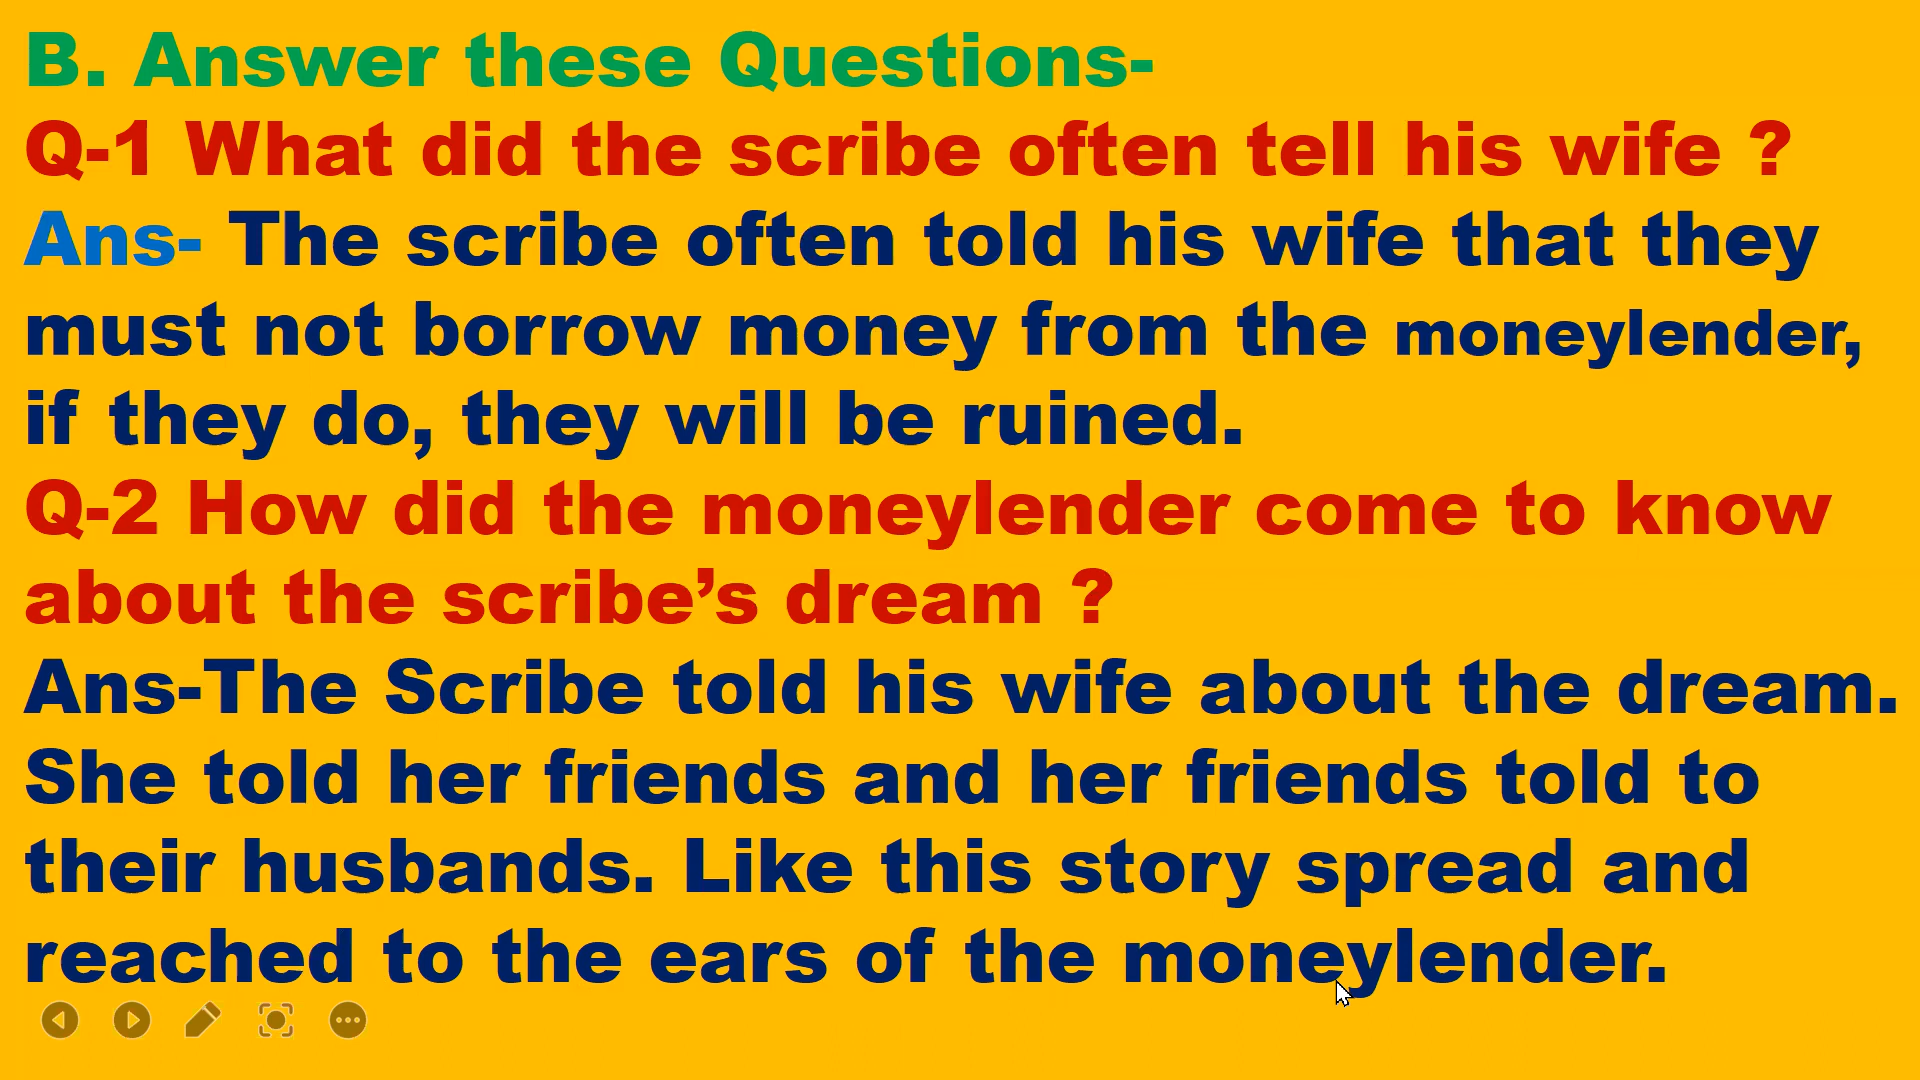 B. Answer these Questions-
Q-1 What did the scribe often tell his wife ?
Ans- The scribe often told his wife that they
must not borrow money from the moneylender,
if they do, they will be ruined.
Q-2 How did the moneylender come to know
about the scribe’s dream ?
Ans-The Scribe told his wife about the dream.
She told her friends and her friends told to
their husbands. Like this story spread and
reached to the ears of the moneylender.